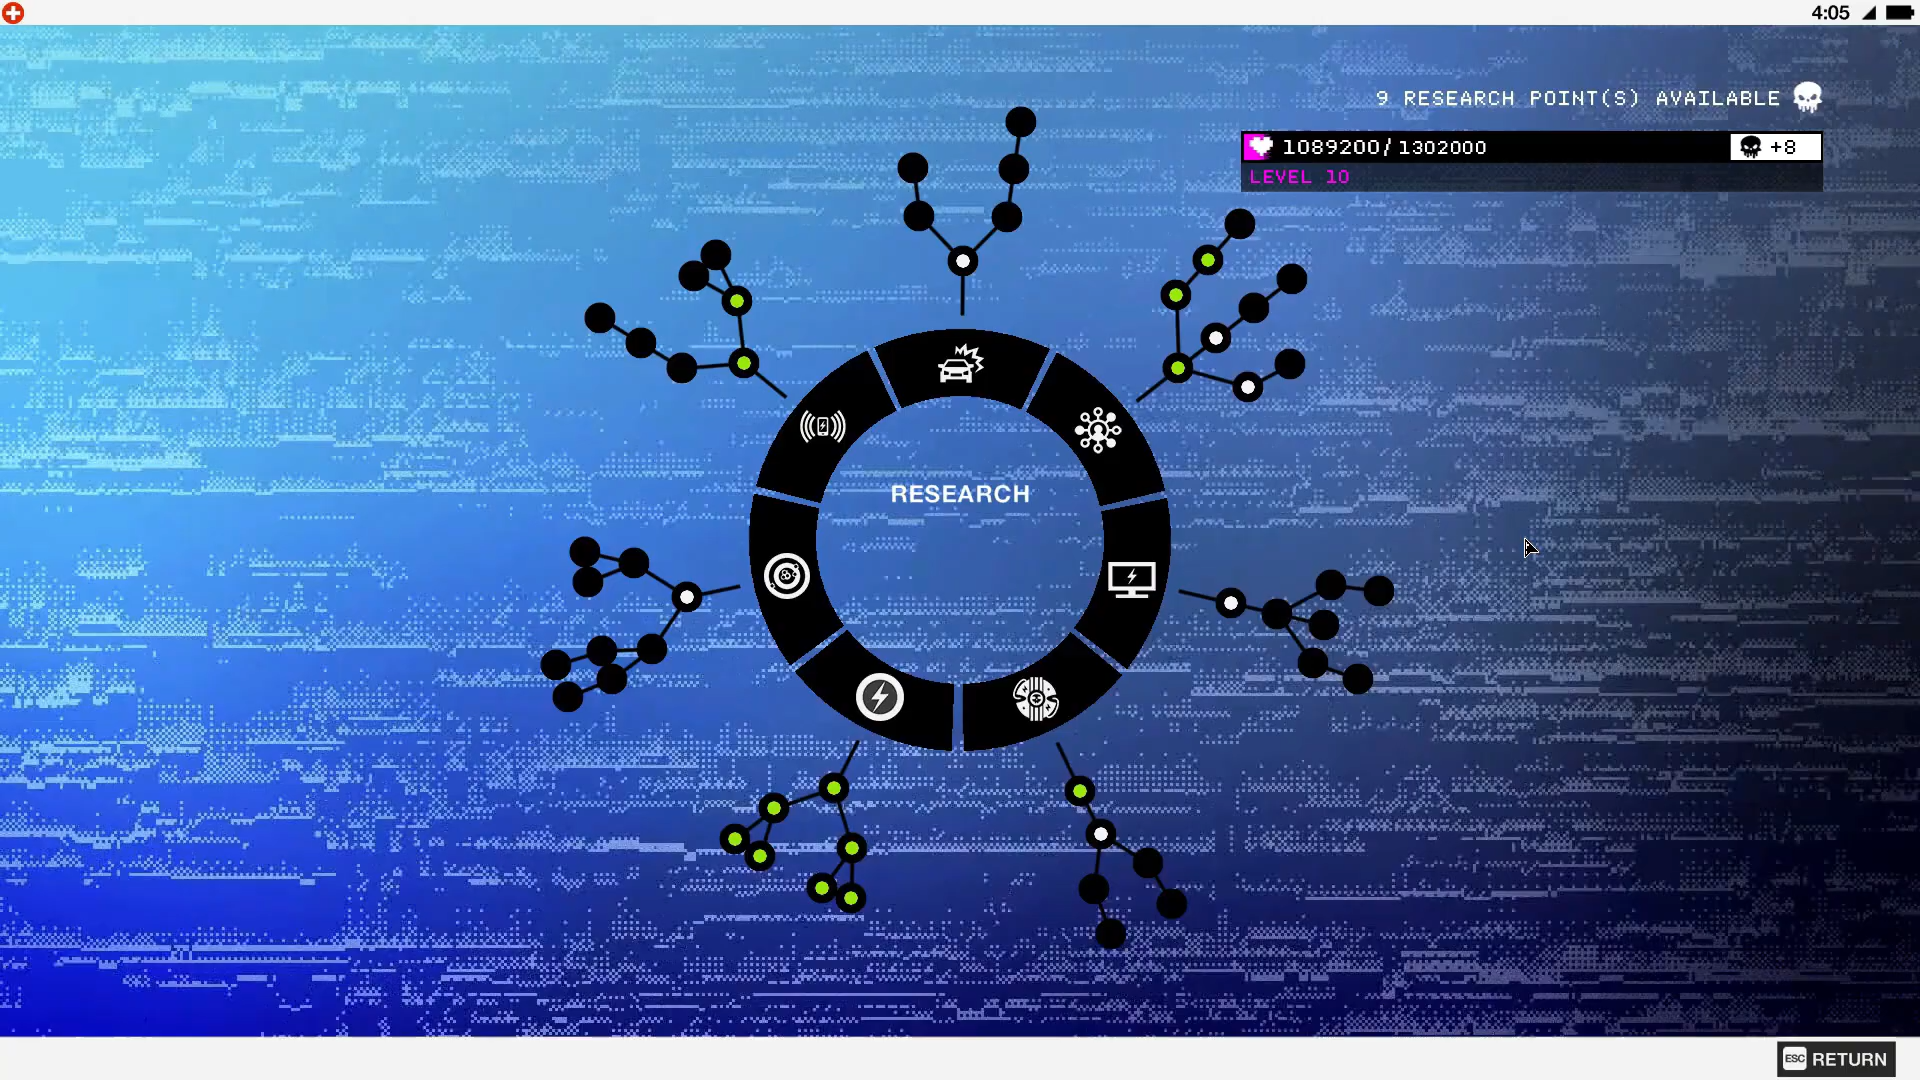 4:05
9 RESEARCH POINT(S) AVAILABLE
1089200/1302000
+8
LEVEL 10
RESEARCH
ESC RETURN